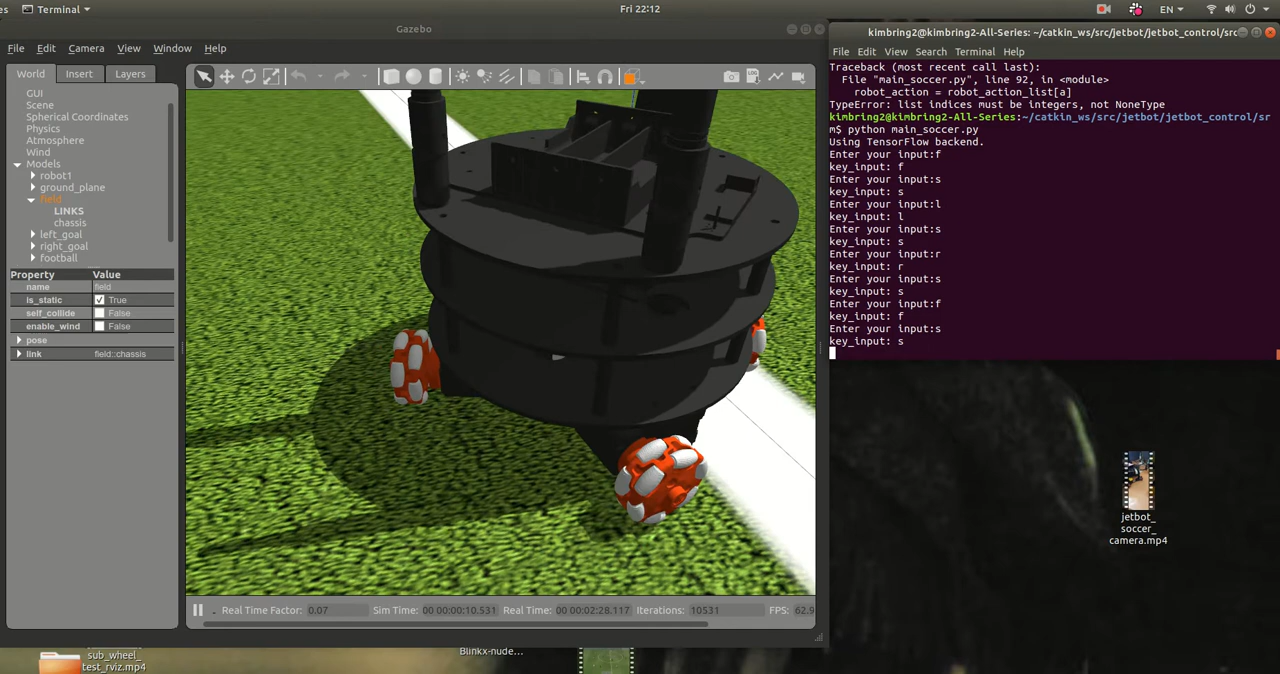 es
Terminal
Fri 22:12
EN
Gazebo
File Edit Camera View Window Help
World Insert Layers
GUI
Scene
Spherical Coordinates
Physics
Atmosphere
Wind
Models
robot1
ground_plane
field
LINKS
chassis
left_goal
right_goal
football
Property Value
name field
is_static True
self_collide False
enable_wind False
pose
link field::chassis
Real Time Factor: 0.07 Sim Time: 00 00:00:10.531 Real Time: 00 00:02:28.117 Iterations: 10531 FPS: 62.9
kimbring2@kimbring2-All-Series: ~/catkin_ws/src/jetbot/jetbot_control/src
File Edit View Search Terminal Help
Traceback (most recent call last):
File "main_soccer.py", line 92, in <module>
robot_action = robot_action_list[a]
TypeError: list indices must be integers, not NoneType
kimbring2@kimbring2-All-Series:~/catkin_ws/src/jetbot/jetbot_control/sr
m$ python main_soccer.py
Using TensorFlow backend.
Enter your input:f
key_input: f
Enter your input:s
key_input: s
Enter your input:l
key_input: l
Enter your input:s
key_input: s
Enter your input:r
key_input: r
Enter your input:s
key_input: s
Enter your input:f
key_input: f
Enter your input:s
key_input: s
jetbot_
soccer_
camera.mp4
sub_wheel_
test_rviz.mp4
Blinkx-nude...